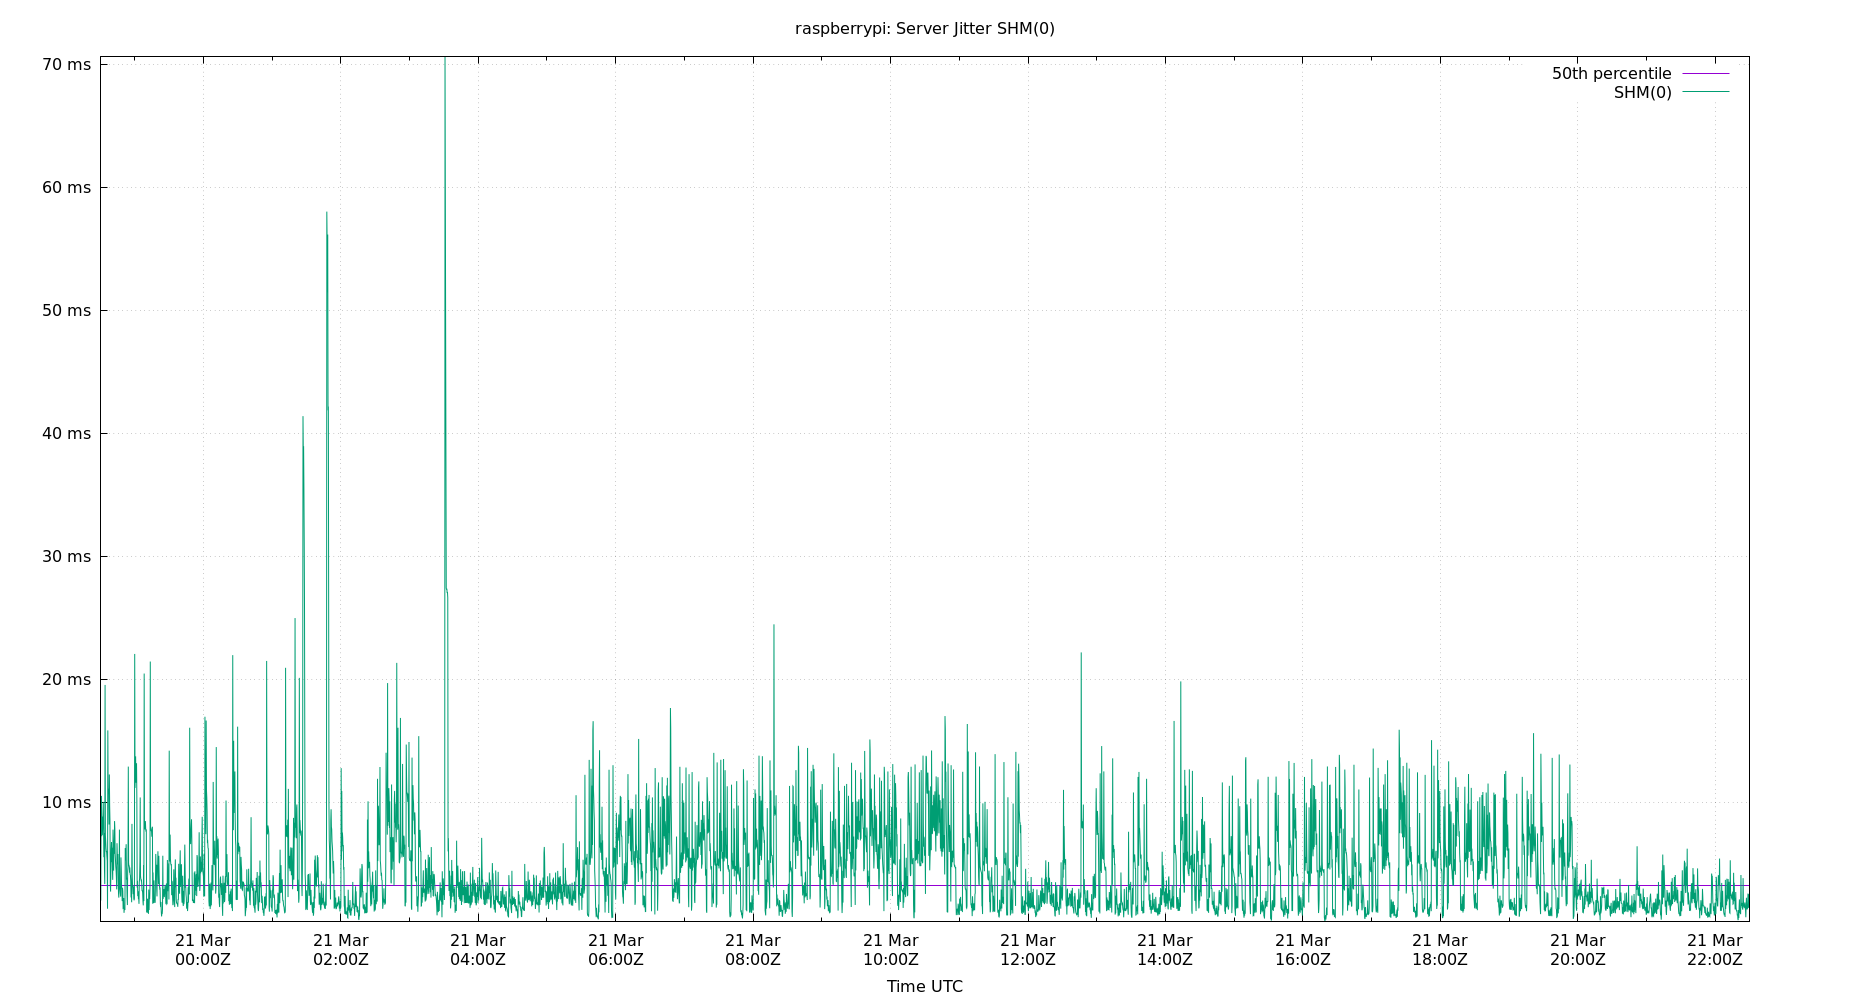 raspberrypi: Server Jitter SHM(0)
70 ms
60 ms
50 ms
40 ms
30 ms
20 ms
10 ms
50th percentile
SHM(0)
21 Mar 21 Mar 21 Mar 21 Mar 21 Mar 21 Mar 21 Mar 21 Mar 21 Mar 21 Mar 21 Mar 21 Mar
00:00Z 02:00Z 04:00Z 06:00Z 08:00Z 10:00Z 12:00Z 14:00Z 16:00Z 18:00Z 20:00Z 22:00Z
Time UTC